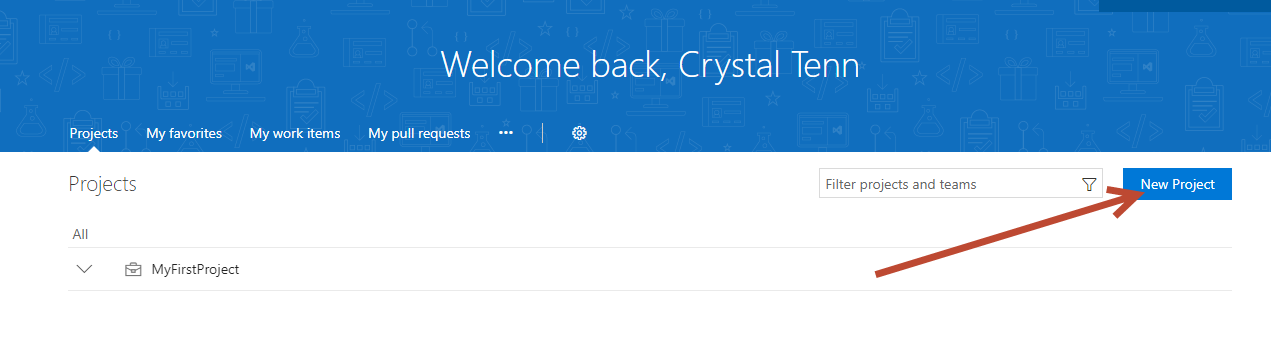 Welcome back, Crystal Tenn
Projects My favorites My work items My pull requests •••
Projects
Filter projects and teams
New Project
All
MyFirstProject